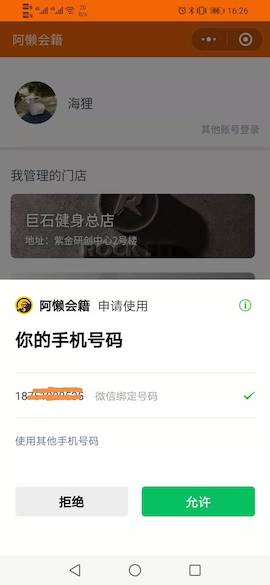 16:26
阿懒会籍
海狸
其他账号登录
我管理的门店
巨石健身总店
地址：紫金研创中心2号楼
阿懒会籍 申请使用
你的手机号码
微信绑定号码
使用其他手机号码
拒绝
允许